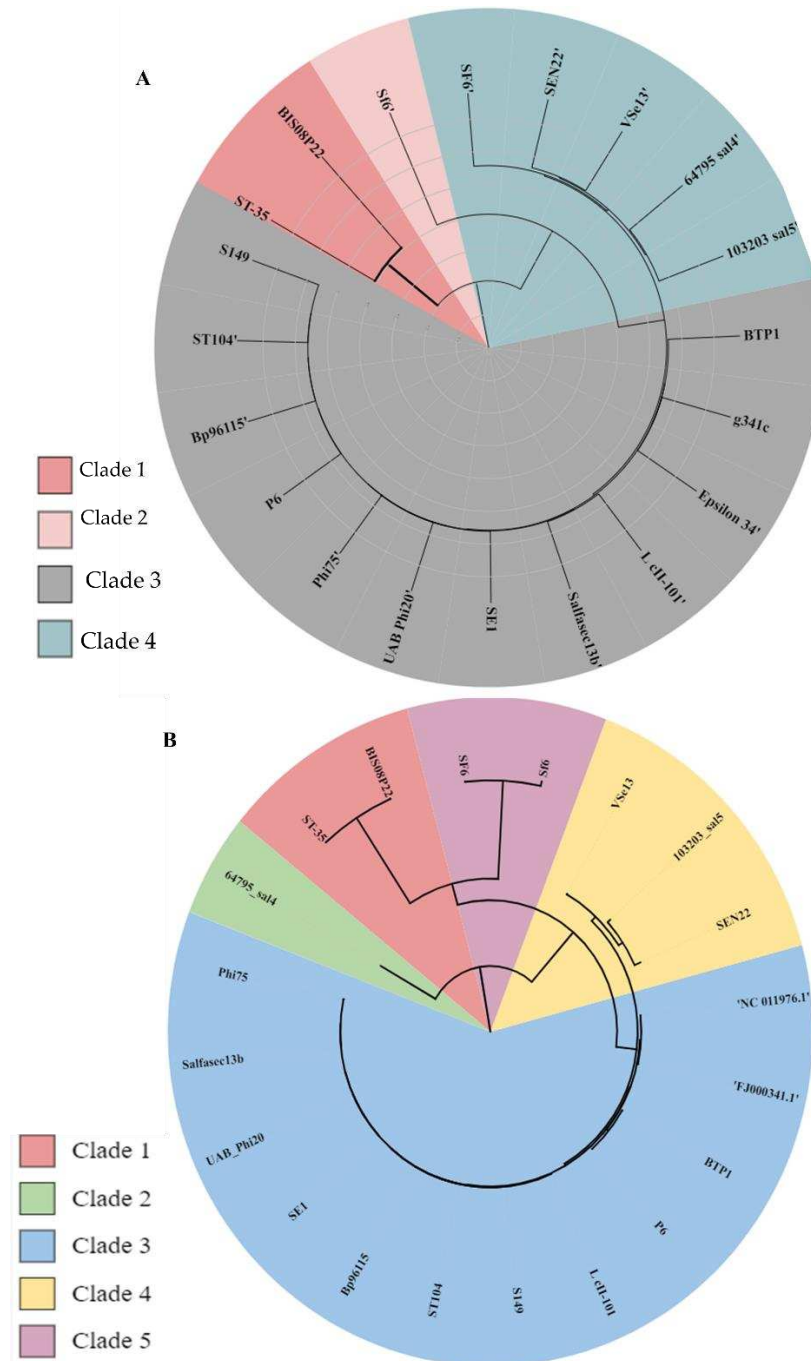 A
BIS08P22
Sf6'
SF9'
SEN22'
VSe13'
64795 sal4'
103203 sal5'
ST-35
S149
ST104'
Bp96115'
P6
Phi75'
UAB Phi20'
SE1
Salfasec13b'
L cII-101'
Epsilon 34'
g341c
BTP1
Clade 1
Clade 2
Clade 3
Clade 4
B
BIS08P22
ST-35
64795_sal4
SF6
Sf6
VSe13
103203_sal5
SEN22
'NC 011976.1'
'FJ000341.1'
BTP1
P6
L cII-101
S149
ST104
Bp96115
SE1
UAB_Phi20
Salfasec13b
Phi75
Clade 1
Clade 2
Clade 3
Clade 4
Clade 5